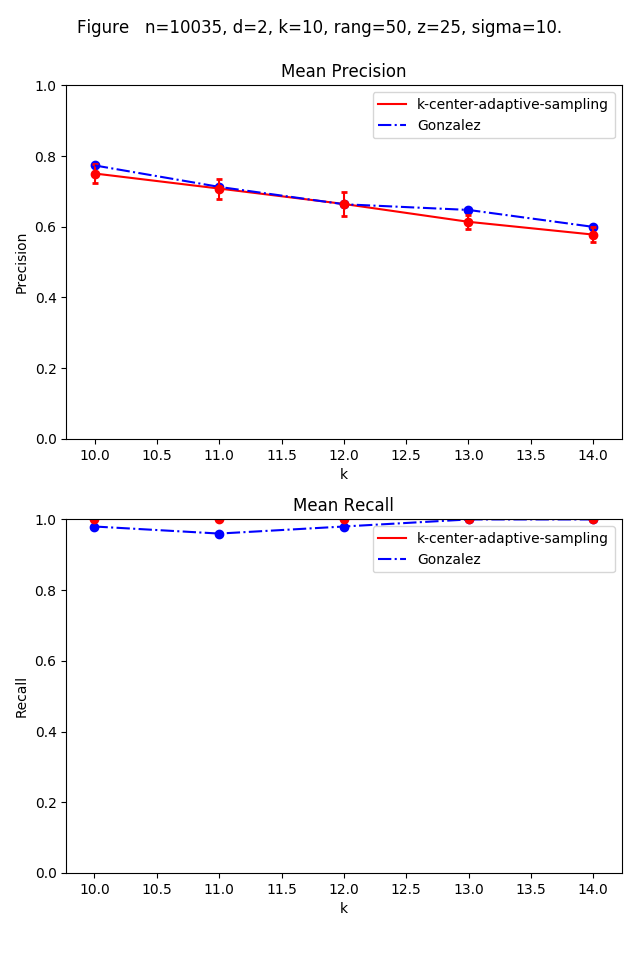 Figure   n=10035, d=2, k=10, rang=50, z=25, sigma=10.
Mean Precision
1.0
k-center-adaptive-sampling
Gonzalez
0.8
0.6
Precision
0.4
0.2
0.0
10.0 10.5 11.0 11.5 12.0 12.5 13.0 13.5 14.0
k
Mean Recall
1.0
k-center-adaptive-sampling
Gonzalez
0.8
0.6
Recall
0.4
0.2
0.0
10.0 10.5 11.0 11.5 12.0 12.5 13.0 13.5 14.0
k